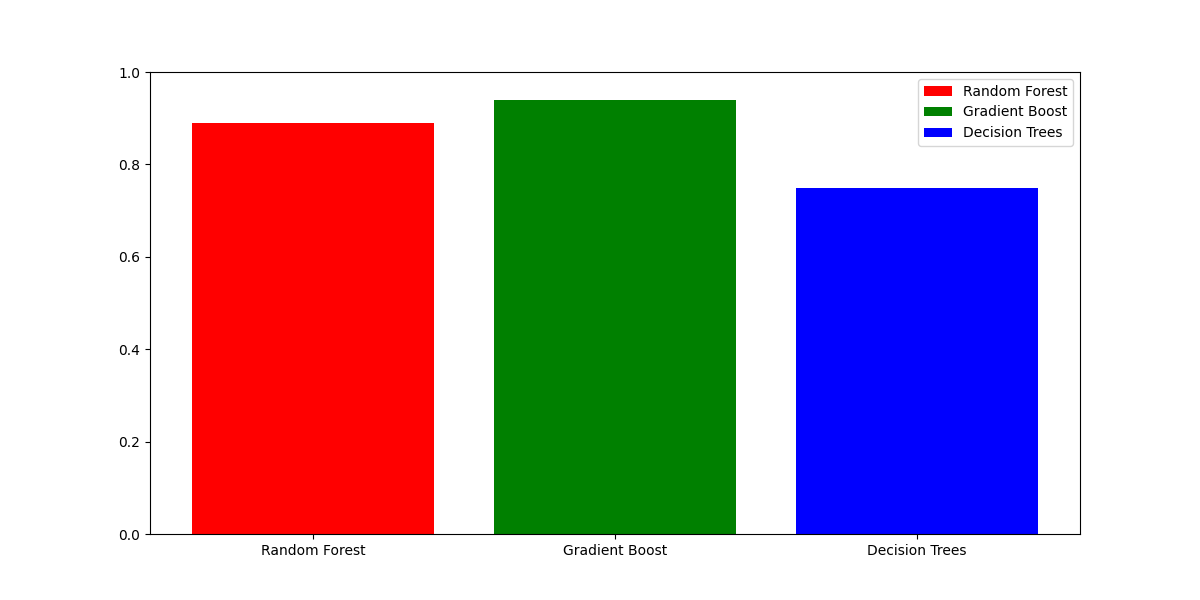 1.0
0.8
0.6
0.4
0.2
0.0
Random Forest
Gradient Boost
Decision Trees
Random Forest Gradient Boost Decision Trees